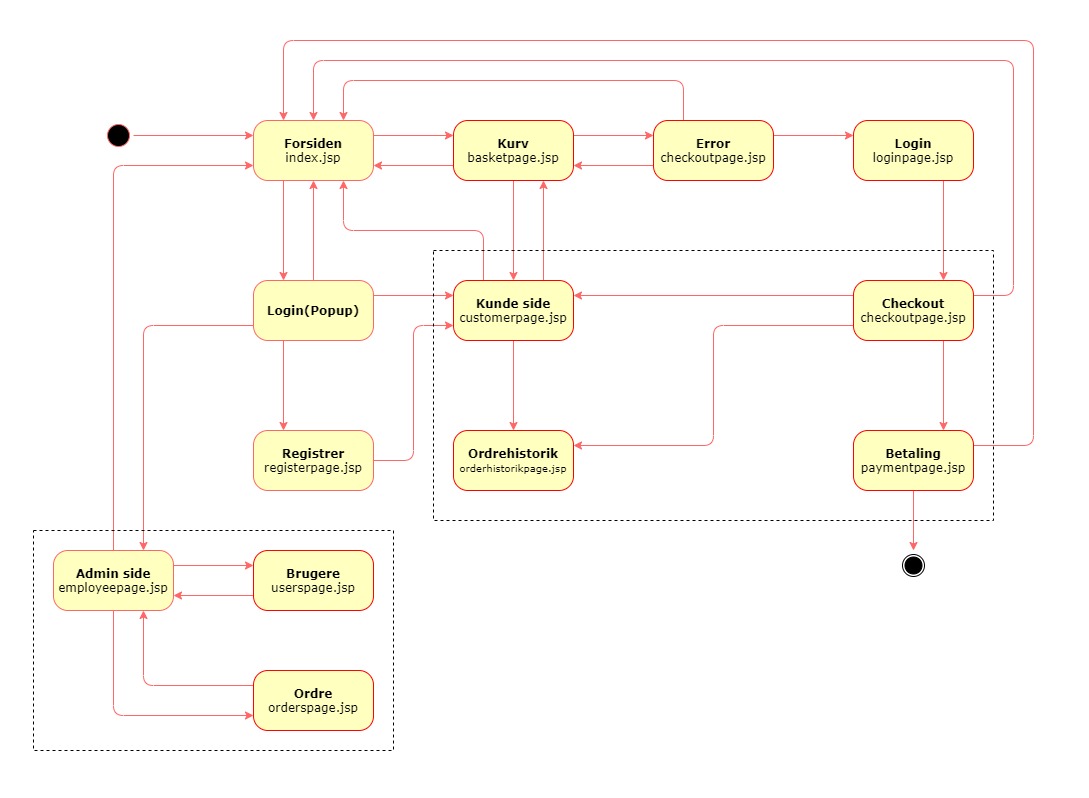 Forsiden
index.jsp
Kurv
basketpage.jsp
Error
checkoutpage.jsp
Login
loginpage.jsp
Login(Popup)
Kunde side
customerpage.jsp
Checkout
checkoutpage.jsp
Registrer
registerpage.jsp
Ordrehistorik
orderhistorikpage.jsp
Betaling
paymentpage.jsp
Admin side
employeepage.jsp
Brugere
userspage.jsp
Ordre
orderspage.jsp